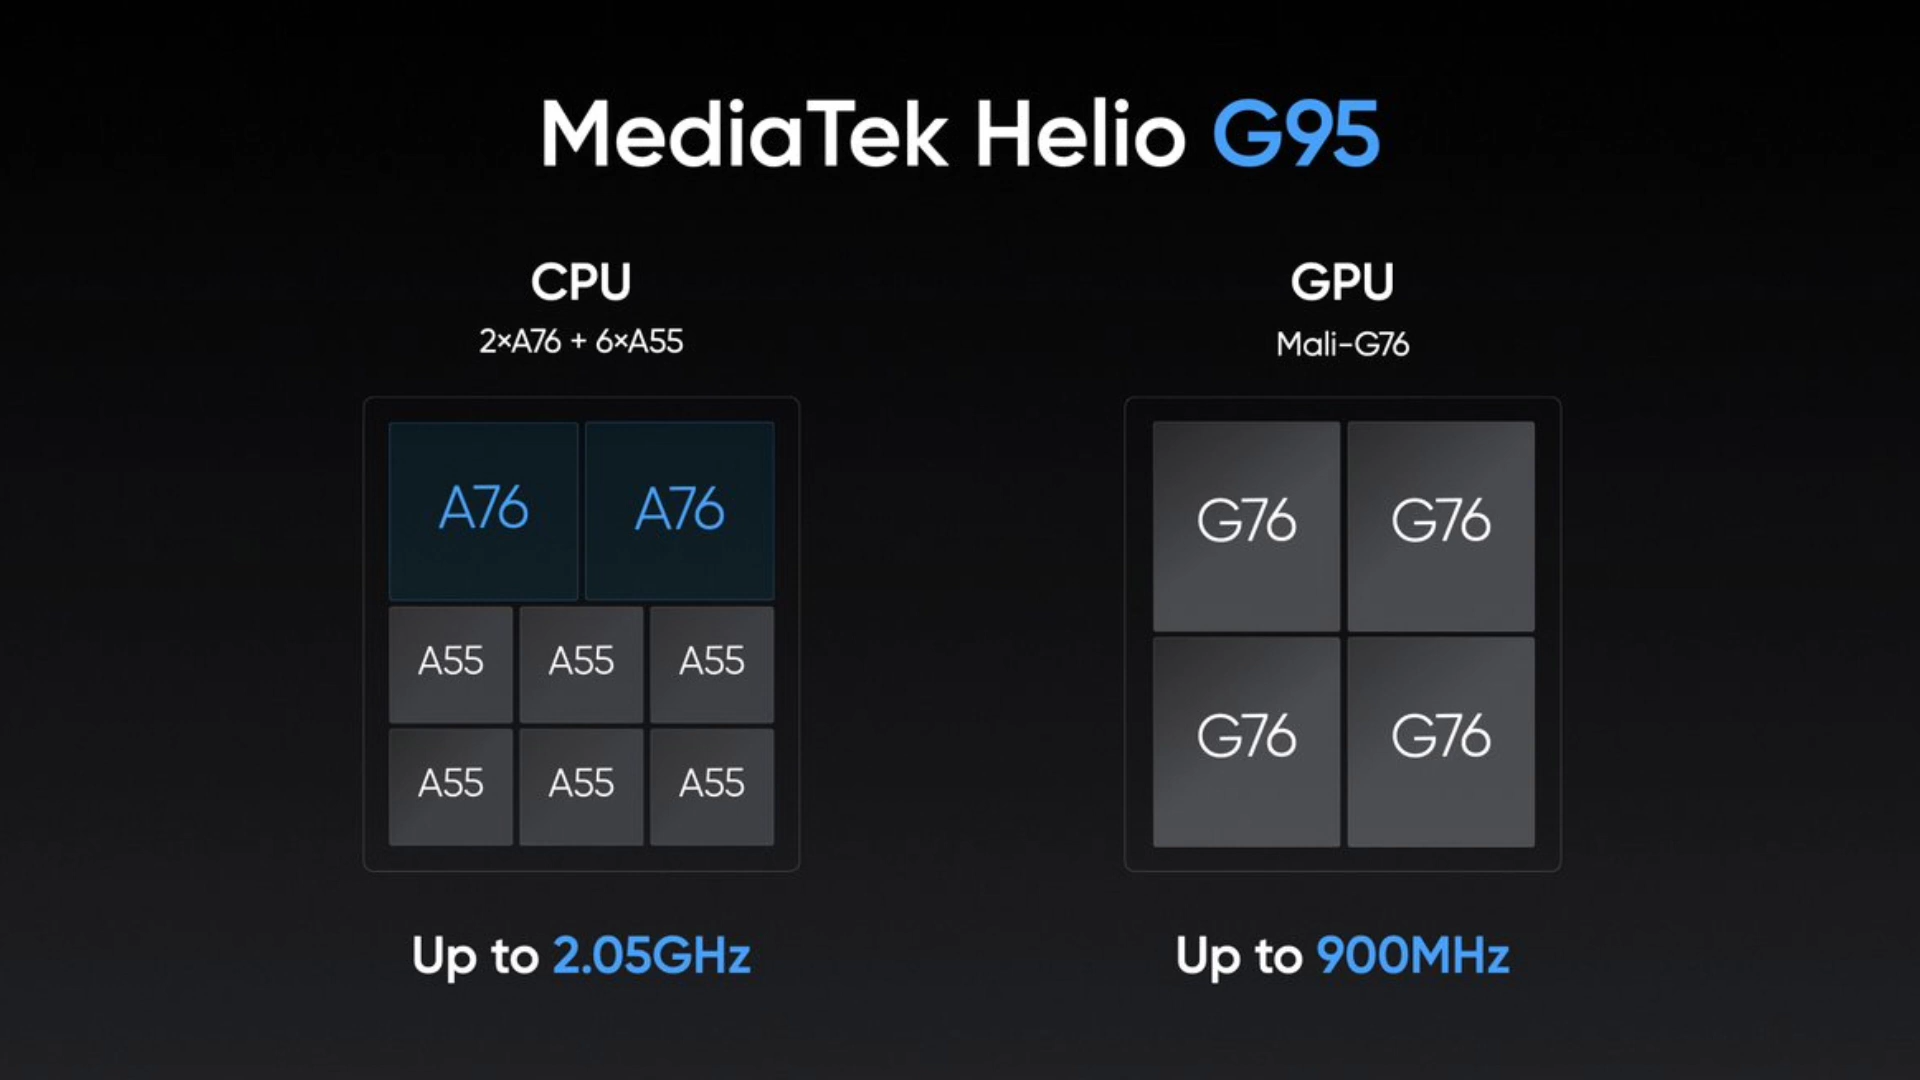 MediaTek Helio G95
CPU
2×A76 + 6×A55
A76 A76
A55 A55 A55
A55 A55 A55
Up to 2.05GHz
GPU
Mali-G76
G76 G76
G76 G76
Up to 900MHz